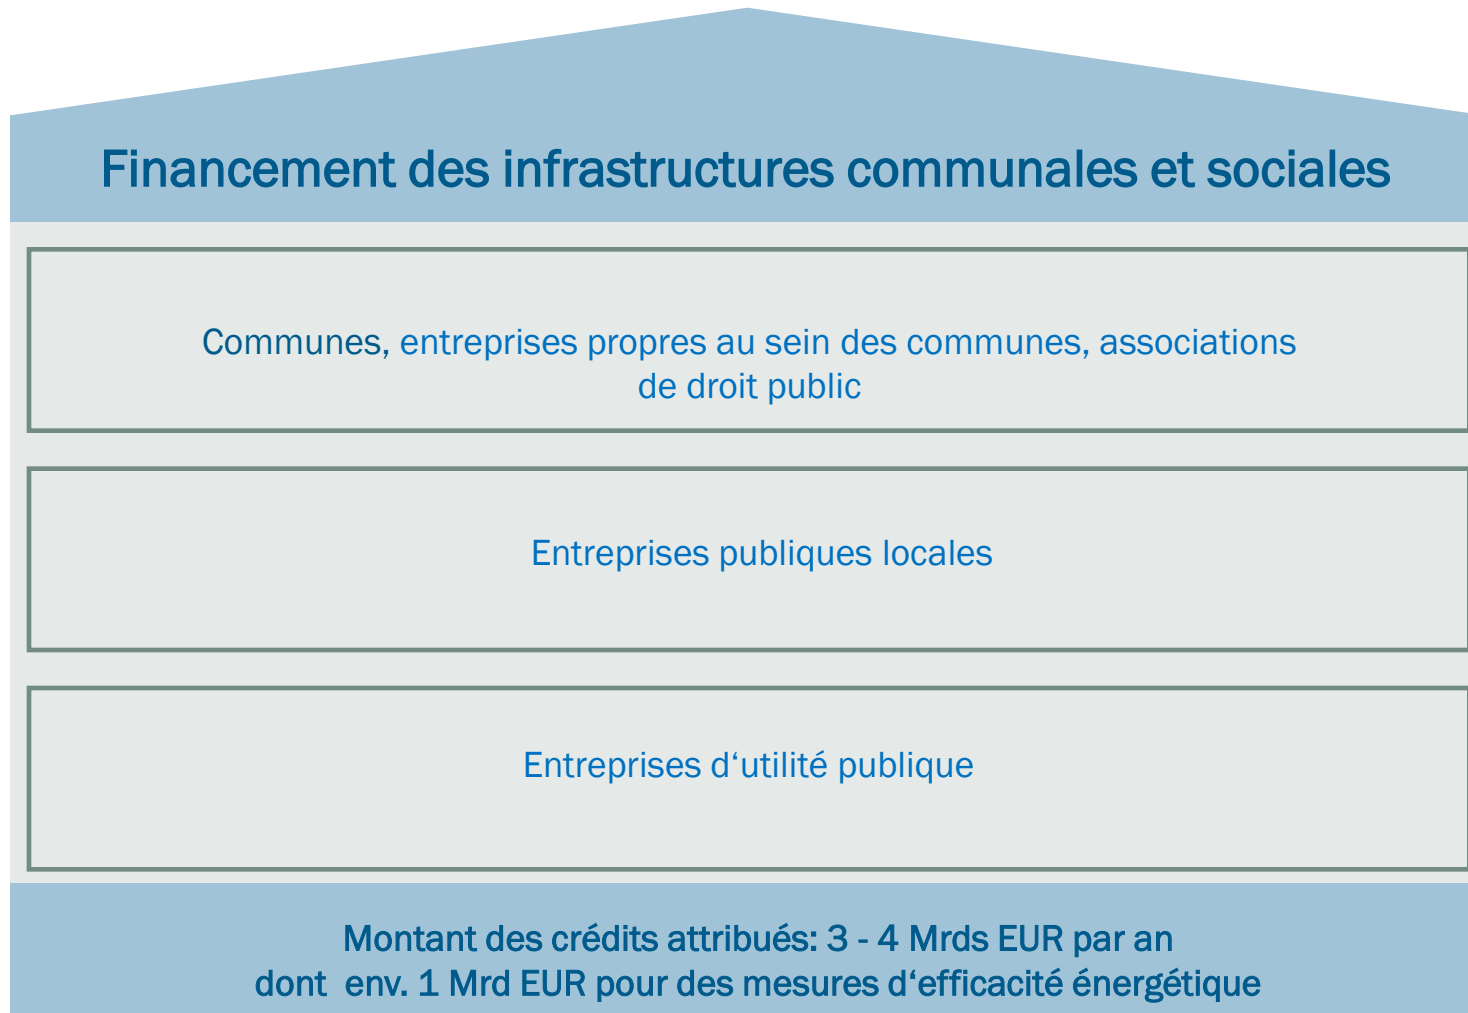 Financement des infrastructures communales et sociales
Communes, entreprises propres au sein des communes, associations
de droit public
Entreprises publiques locales
Entreprises d‘utilité publique
Montant des crédits attribués: 3 - 4 Mrds EUR par an
dont  env. 1 Mrd EUR pour des mesures d‘efficacité énergétique